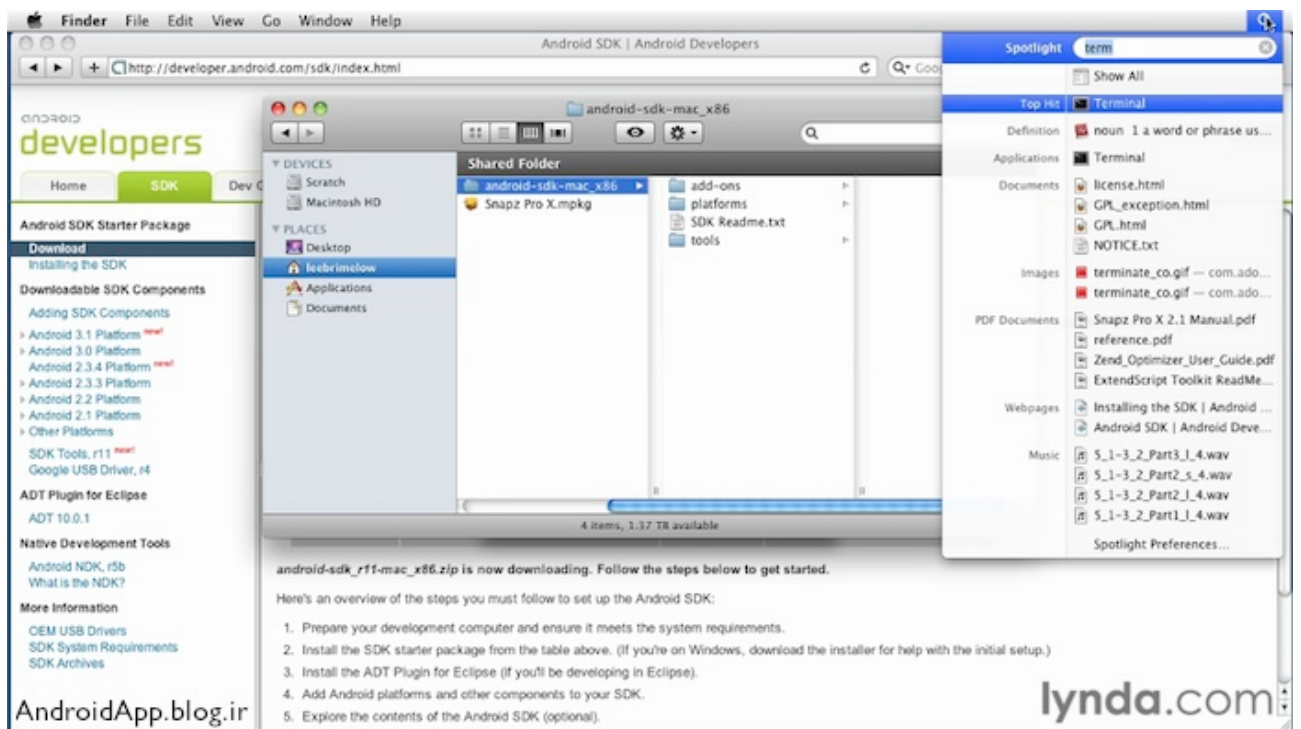 Finder File Edit View Go Window Help
Android SDK | Android Developers
http://developer.android.com/sdk/index.html
Goo
ANDROID
developers
Home SDK Dev
Android SDK Starter Package
Download
Installing the SDK
Downloadable SDK Components
Adding SDK Components
Android 3.1 Platform new!
Android 3.0 Platform
Android 2.3.4 Platform new!
Android 2.3.3 Platform
Android 2.2 Platform
Android 2.1 Platform
Other Platforms
SDK Tools, r11 new!
Google USB Driver, r4
ADT Plugin for Eclipse
ADT 10.0.1
Native Development Tools
Android NDK, r5b
What is the NDK?
More Information
OEM USB Drivers
SDK System Requirements
SDK Archives
AndroidApp.blog.ir
android-sdk-mac_x86
DEVICES
Scratch
Macintosh HD
PLACES
Desktop
leebrimelow
Applications
Documents
Shared Folder
android-sdk-mac_x86
Snapz Pro X.mpkg
add-ons
platforms
SDK Readme.txt
tools
4 items, 1.37 TB available
Spotlight term
Show All
Top Hit Terminal
Definition noun 1 a word or phrase us...
Applications Terminal
Documents license.html
GPL_exception.html
GPL.html
NOTICE.txt
Images terminate_co.gif — com.ado...
terminate_co.gif — com.ado...
PDF Documents Snapz Pro X 2.1 Manual.pdf
reference.pdf
Zend_Optimizer_User_Guide.pdf
ExtendScript Toolkit ReadMe...
Webpages Installing the SDK | Android ...
Android SDK | Android Deve...
Music 5_1-3_2_Part3_l_4.wav
5_1-3_2_Part2_s_4.wav
5_1-3_2_Part2_l_4.wav
5_1-3_2_Part1_l_4.wav
Spotlight Preferences...
android-sdk_r11-mac_x86.zip is now downloading. Follow the steps below to get started.
Here's an overview of the steps you must follow to set up the Android SDK:
1. Prepare your development computer and ensure it meets the system requirements.
2. Install the SDK starter package from the table above. (If you're on Windows, download the installer for help with the initial setup.)
3. Install the ADT Plugin for Eclipse (if you'll be developing in Eclipse).
4. Add Android platforms and other components to your SDK.
5. Explore the contents of the Android SDK (optional).
lynda.com